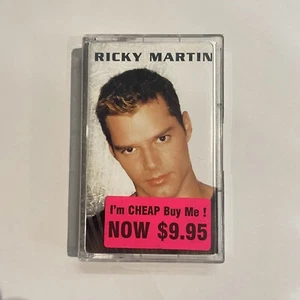 RICKY MARTIN
I'm CHEAP Buy Me !
NOW $9.95